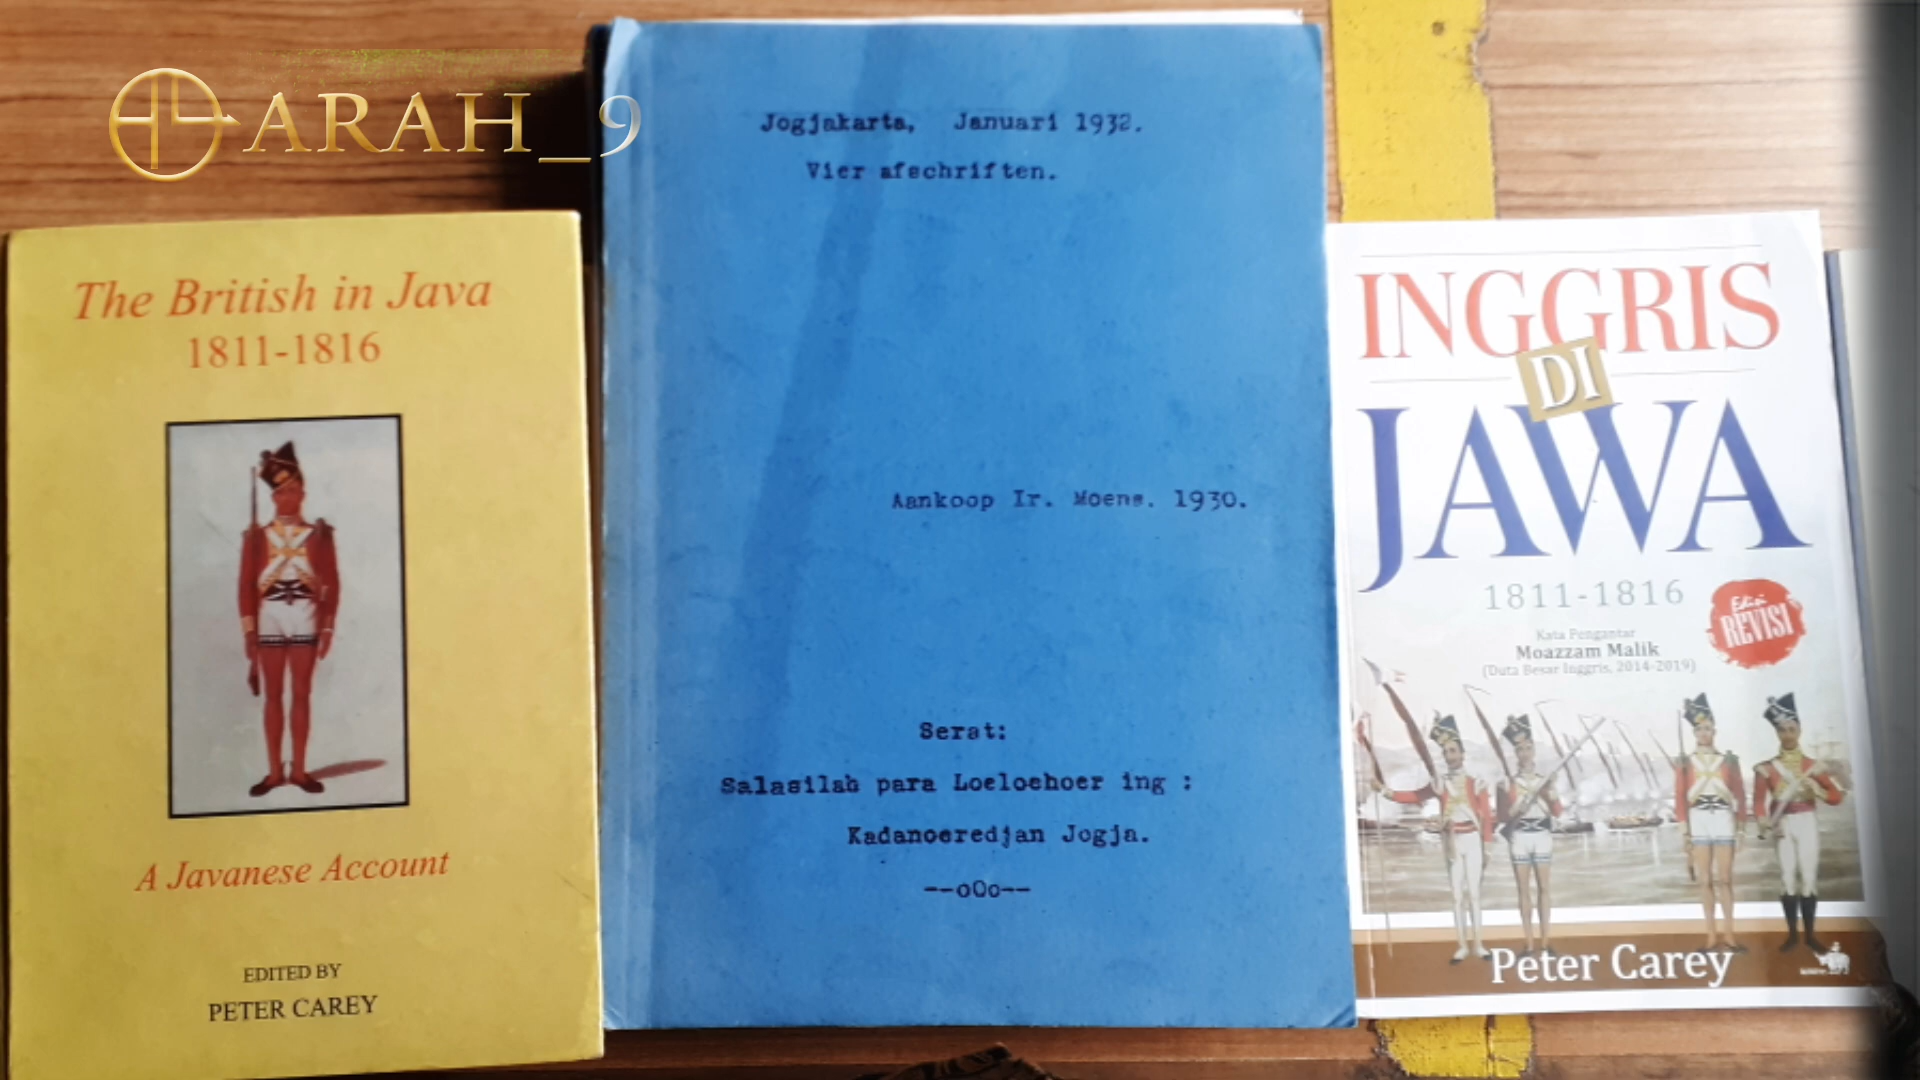 ARAH_9
The British in Java
1811-1816
A Javanese Account
EDITED BY
PETER CAREY
Jogjakarta, Januari 1932.
Vier afschriften.
Aankoop Ir. Moens. 1930.
Serat:
Salasilah para Loeloehoer ing :
Kadanoeredjan Jogja.
--oOo--
INGGRIS
DI
JAWA
1811-1816
Edisi
REVISI
Kata Pengantar
Moazzam Malik
(Duta Besar Inggris, 2014-2019)
Peter Carey